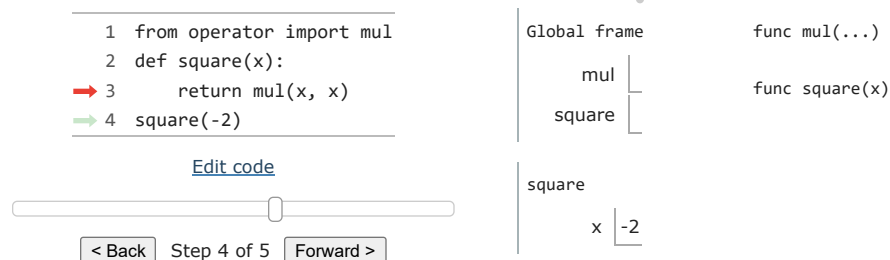 1 from operator import mul
2 def square(x):
3     return mul(x, x)
4 square(-2)
Edit code
< Back Step 4 of 5 Forward >
Global frame
mul
square
func mul(...)
func square(x)
square
x -2